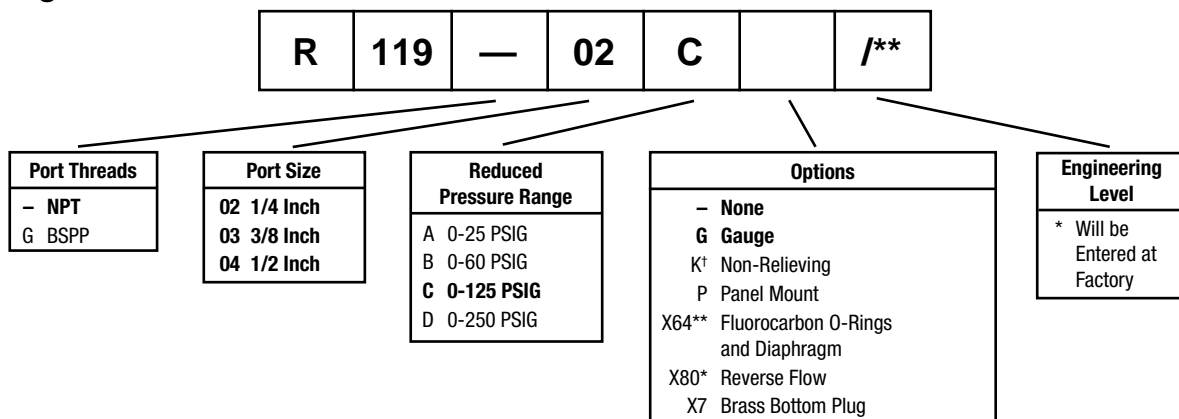 R 119 — 02 C /**
Port Threads
– NPT
G BSPP
Port Size
02 1/4 Inch
03 3/8 Inch
04 1/2 Inch
Reduced
Pressure Range
A 0-25 PSIG
B 0-60 PSIG
C 0-125 PSIG
D 0-250 PSIG
Options
– None
G Gauge
K† Non-Relieving
P Panel Mount
X64** Fluorocarbon O-Rings
and Diaphragm
X80* Reverse Flow
X7 Brass Bottom Plug
Engineering
Level
* Will be
Entered at
Factory